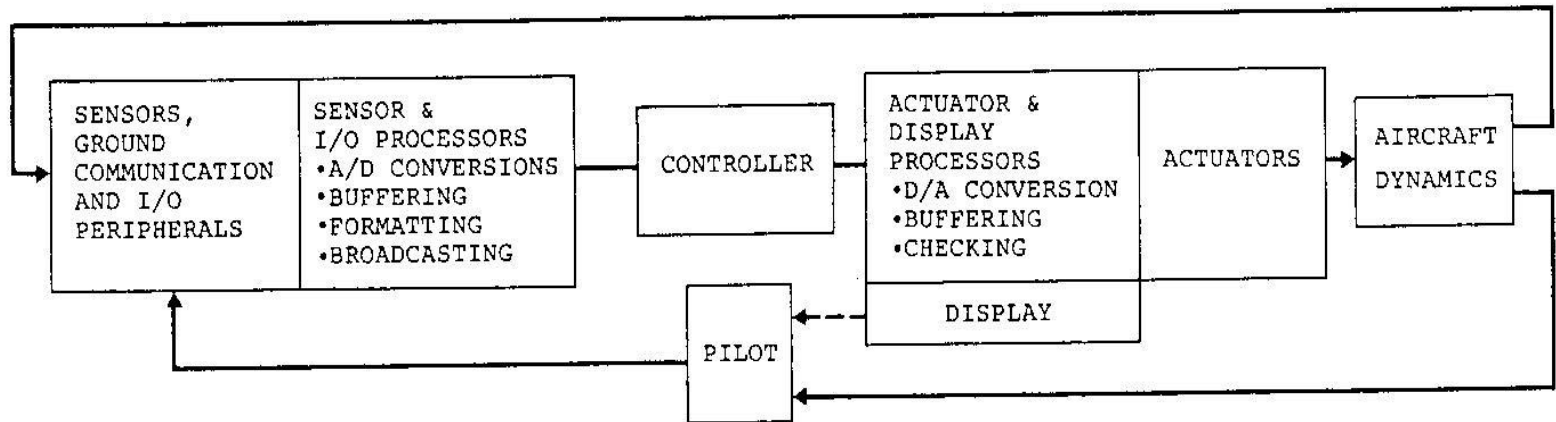 SENSORS,
GROUND
COMMUNICATION
AND I/O
PERIPHERALS
SENSOR &
I/O PROCESSORS
•A/D CONVERSIONS
•BUFFERING
•FORMATTING
•BROADCASTING
CONTROLLER
ACTUATOR &
DISPLAY
PROCESSORS
•D/A CONVERSION
•BUFFERING
•CHECKING
ACTUATORS
AIRCRAFT
DYNAMICS
DISPLAY
PILOT